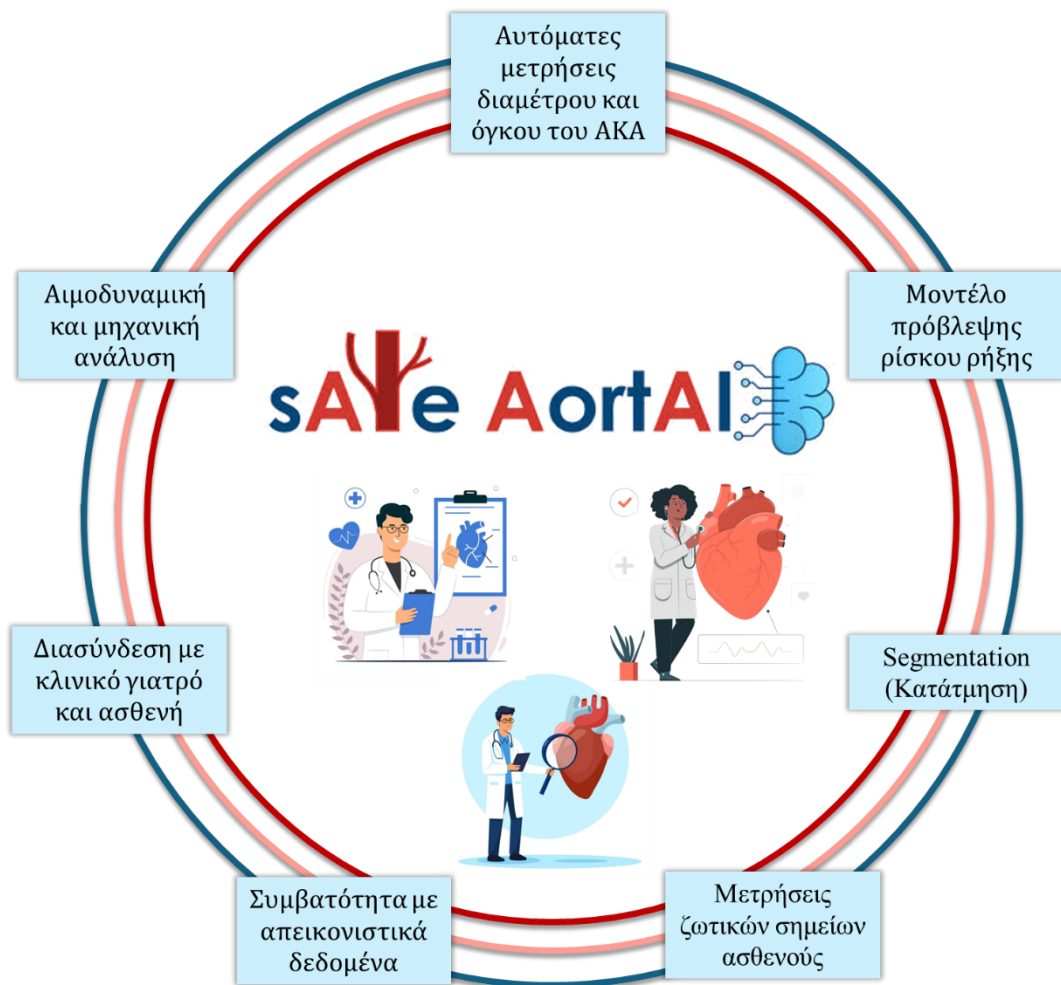 Αυτόματες
μετρήσεις
διαμέτρου και
όγκου του ΑΚΑ
Αιμοδυναμική
και μηχανική
ανάλυση
Μοντέλο
πρόβλεψης
ρίσκου ρήξης
sAfe AortAI
Διασύνδεση με
κλινικό γιατρό
και ασθενή
Segmentation
(Κατάτμηση)
Συμβατότητα με
απεικονιστικά
δεδομένα
Μετρήσεις
ζωτικών σημείων
ασθενούς